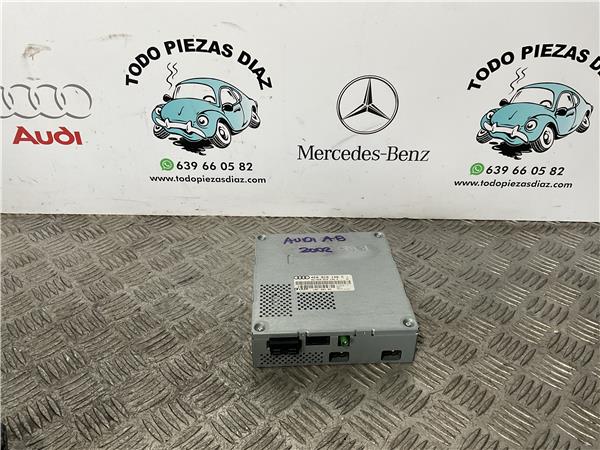 TODO PIEZAS DIAZ
639 66 05 82
www.todopiezasdiaz.com
Audi
Mercedes-Benz
TODO PIEZAS DIAZ
639 66 05 82
www.todopiezasdiaz.com
AUDI A8
2002